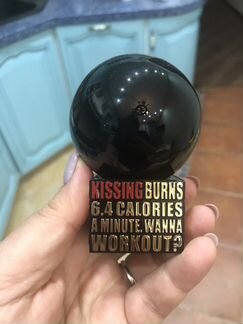 KISSING BURNS
6.4 CALORIES
A MINUTE. WANNA
WORKOUT?